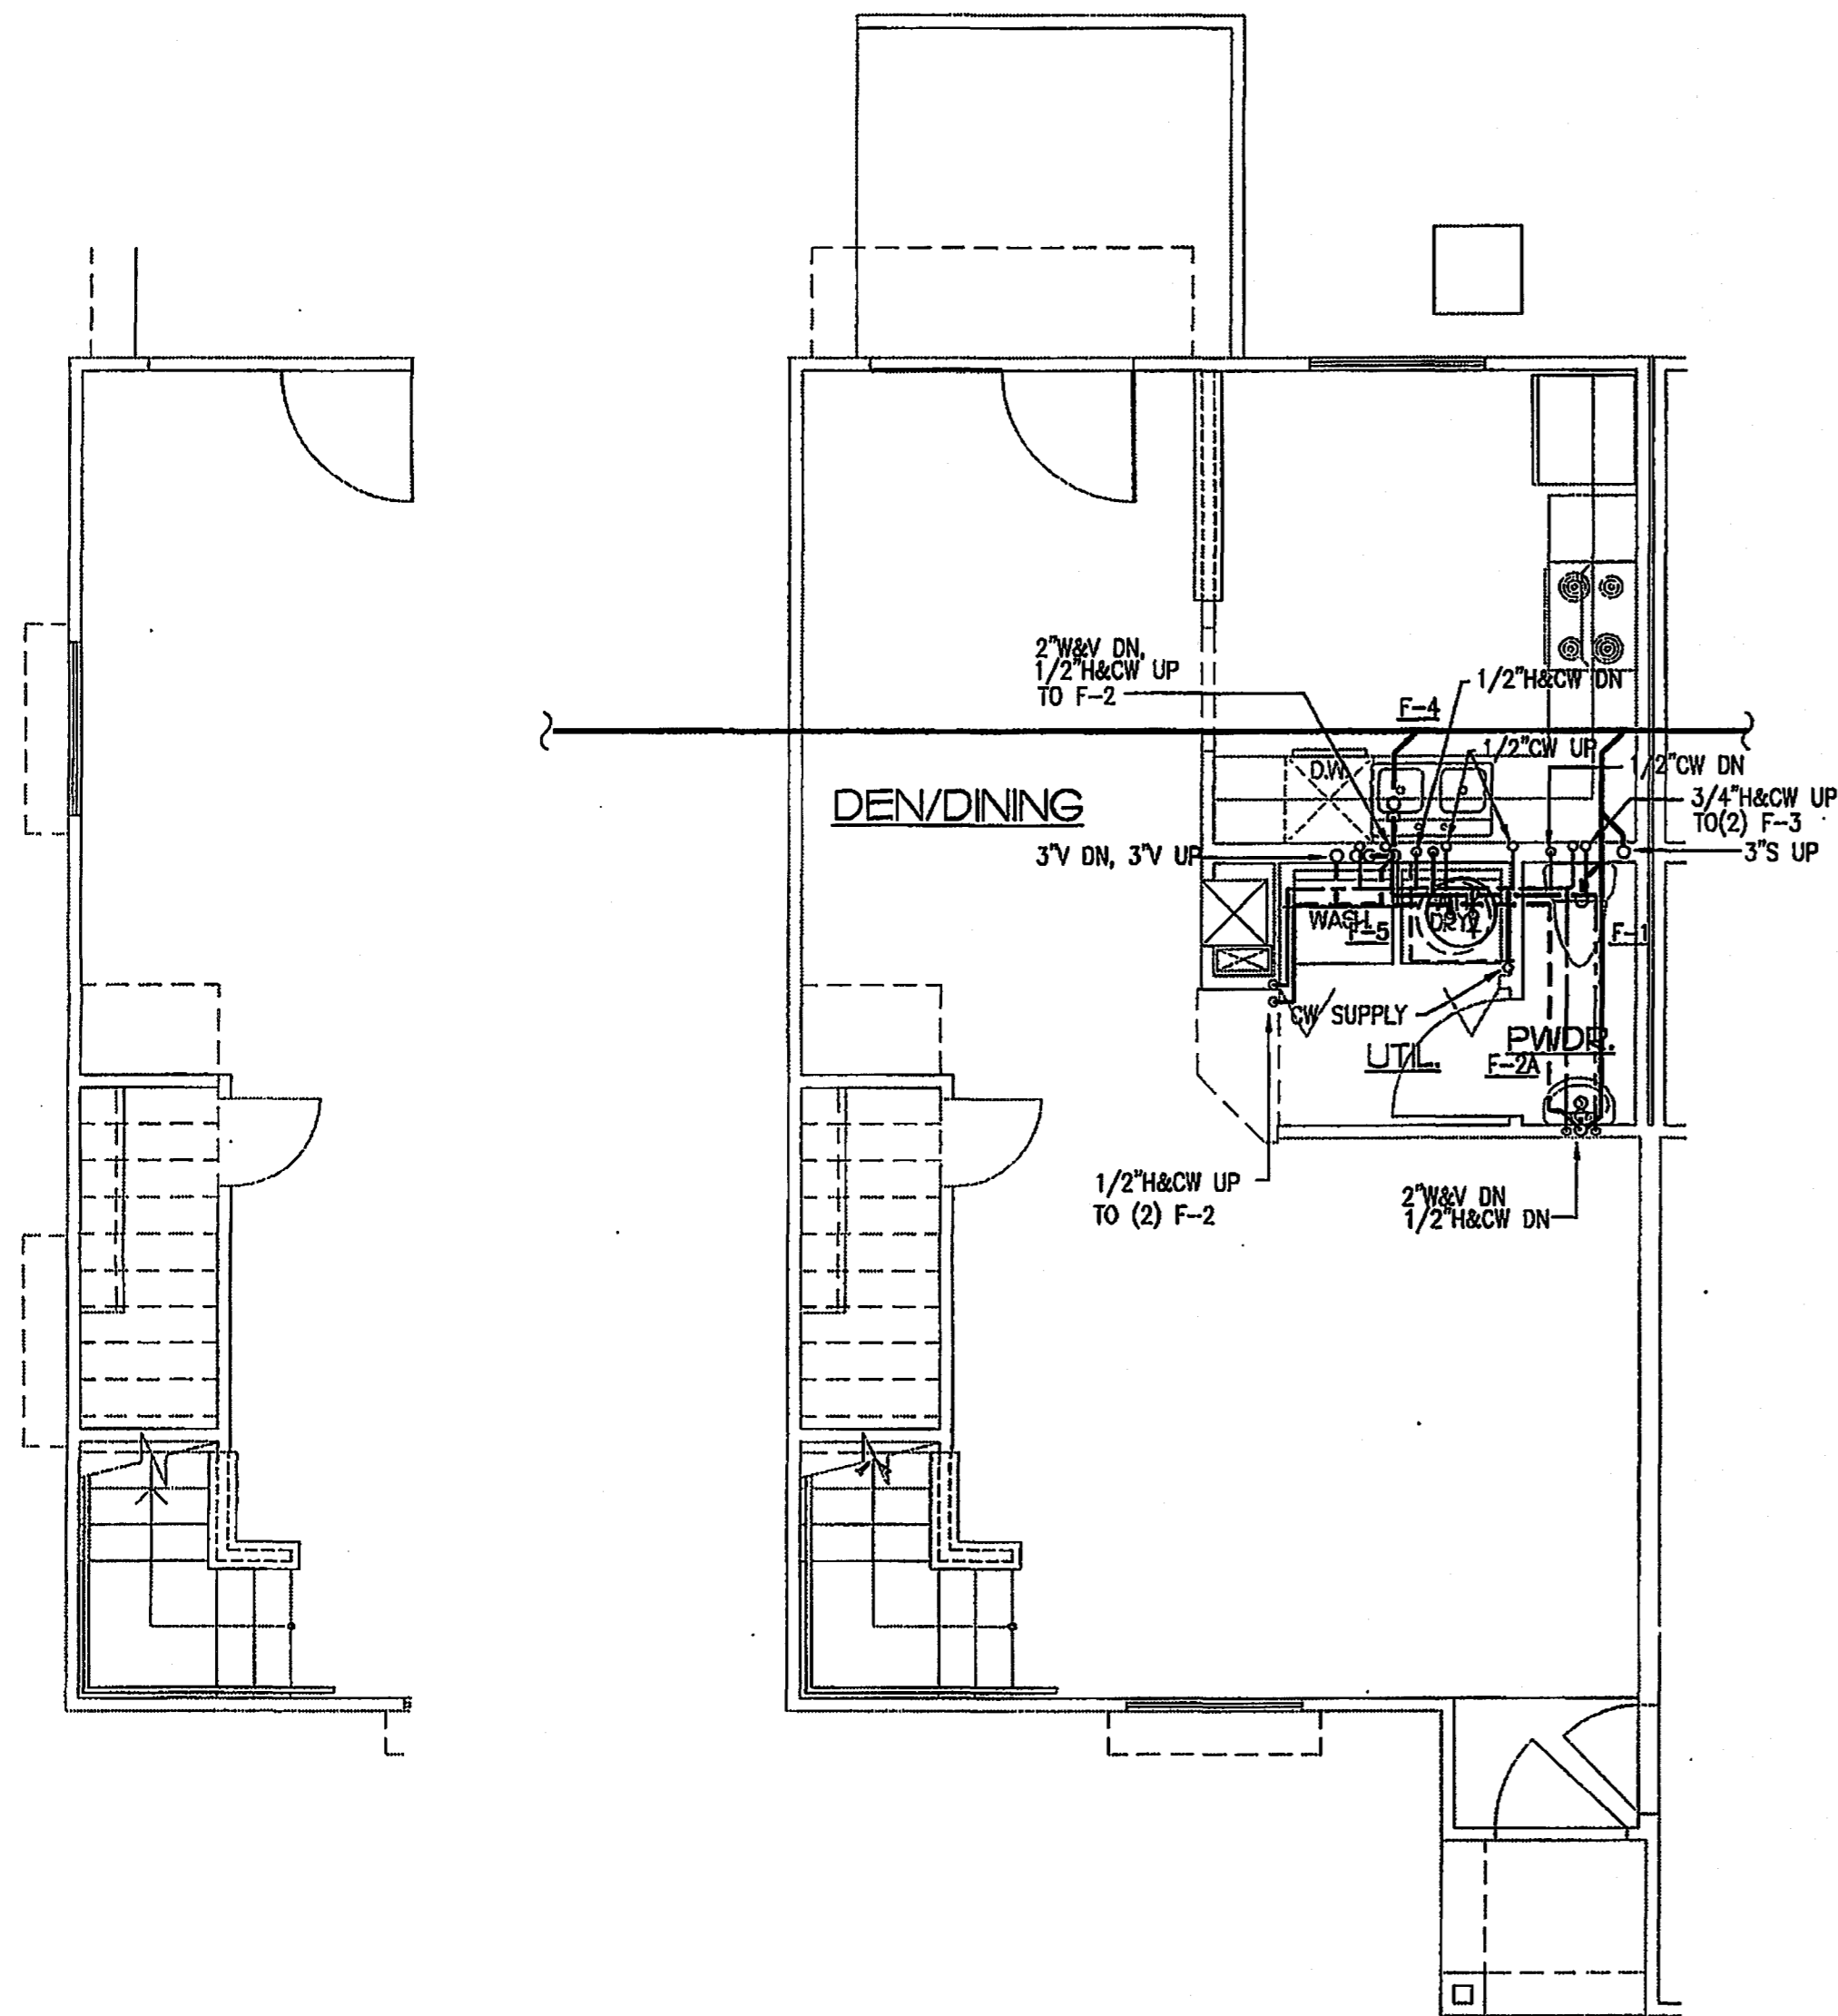 2"W&V DN,
1/2"H&CW UP
TO F-2
1/2"H&CW DN
F-4
1/2"CW UP
1/2"CW DN
D.W.
DEN/DINING
3/4"H&CW UP
TO(2) F-3
3"V DN, 3"V UP
3"S UP
WASH.
DRY.
F-5
F-1
CW SUPPLY
PWDR.
UTIL.
F-2A
1/2"H&CW UP
TO (2) F-2
2"W&V DN
1/2"H&CW DN